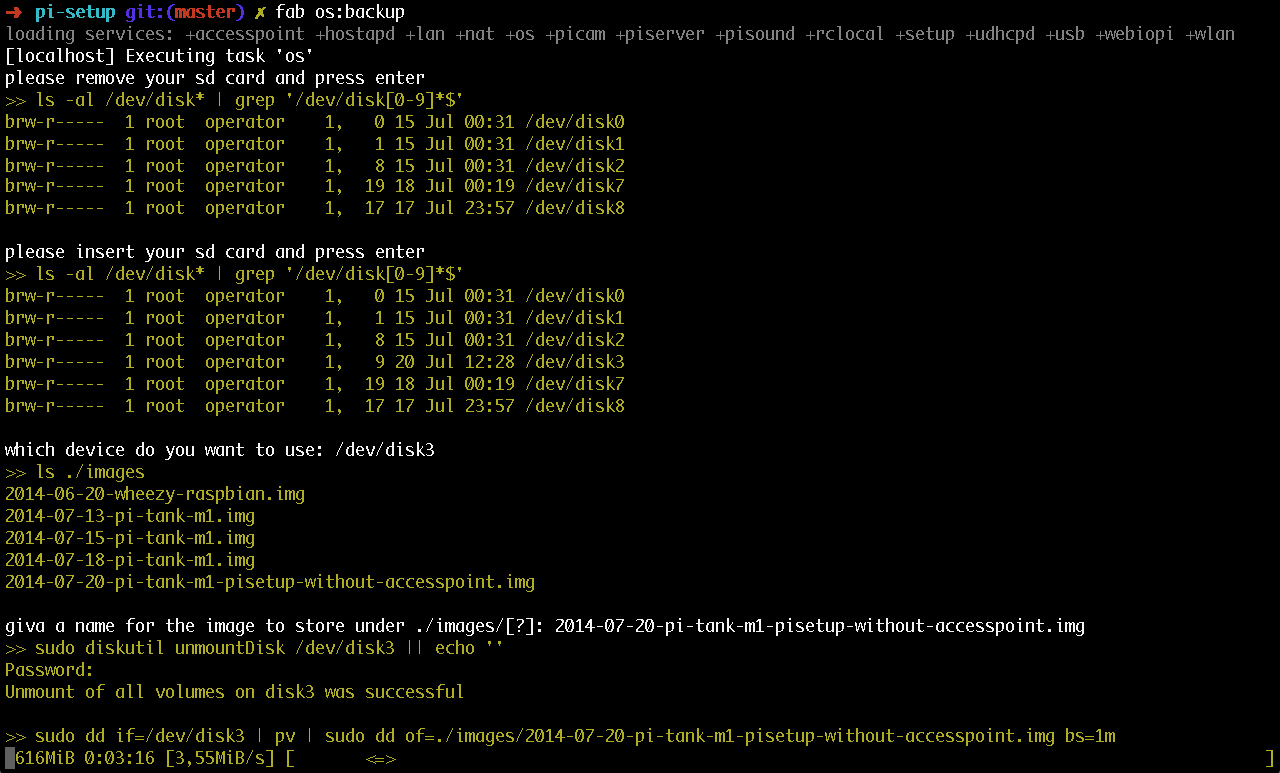 → pi-setup git:(master) ✗ fab os:backup
loading services: +accesspoint +hostapd +lan +nat +os +picam +piserver +pisound +rclocal +setup +udhcpd +usb +webiopi +wlan
[localhost] Executing task 'os'
please remove your sd card and press enter
>> ls -al /dev/disk* | grep '/dev/disk[0-9]*$'
brw-r-----  1 root  operator    1,   0 15 Jul 00:31 /dev/disk0
brw-r-----  1 root  operator    1,   1 15 Jul 00:31 /dev/disk1
brw-r-----  1 root  operator    1,   8 15 Jul 00:31 /dev/disk2
brw-r-----  1 root  operator    1,  19 18 Jul 00:19 /dev/disk7
brw-r-----  1 root  operator    1,  17 17 Jul 23:57 /dev/disk8
please insert your sd card and press enter
>> ls -al /dev/disk* | grep '/dev/disk[0-9]*$'
brw-r-----  1 root  operator    1,   0 15 Jul 00:31 /dev/disk0
brw-r-----  1 root  operator    1,   1 15 Jul 00:31 /dev/disk1
brw-r-----  1 root  operator    1,   8 15 Jul 00:31 /dev/disk2
brw-r-----  1 root  operator    1,   9 20 Jul 12:28 /dev/disk3
brw-r-----  1 root  operator    1,  19 18 Jul 00:19 /dev/disk7
brw-r-----  1 root  operator    1,  17 17 Jul 23:57 /dev/disk8
which device do you want to use: /dev/disk3
>> ls ./images
2014-06-20-wheezy-raspbian.img
2014-07-13-pi-tank-m1.img
2014-07-15-pi-tank-m1.img
2014-07-18-pi-tank-m1.img
2014-07-20-pi-tank-m1-pisetup-without-accesspoint.img
giva a name for the image to store under ./images/[?]: 2014-07-20-pi-tank-m1-pisetup-without-accesspoint.img
>> sudo diskutil unmountDisk /dev/disk3 || echo ''
Password:
Unmount of all volumes on disk3 was successful
>> sudo dd if=/dev/disk3 | pv | sudo dd of=./images/2014-07-20-pi-tank-m1-pisetup-without-accesspoint.img bs=1m
616MiB 0:03:16 [3,55MiB/s] [       <=>       ]